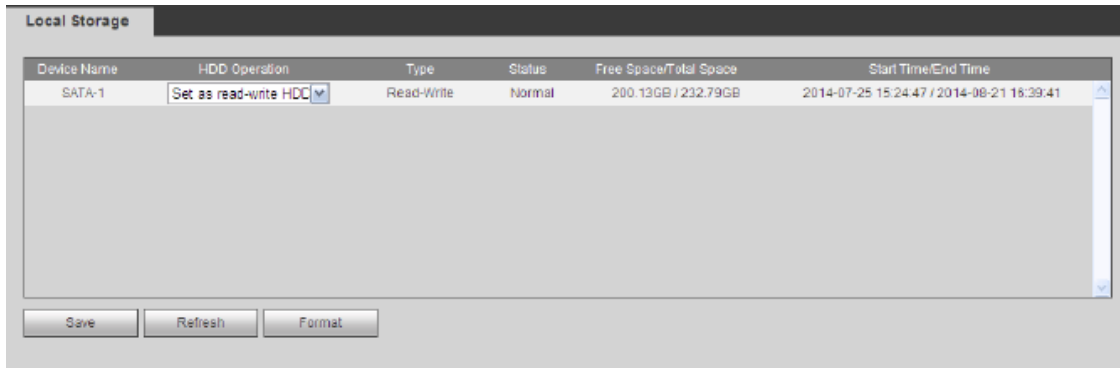 Local Storage
Device Name HDD Operation Type Status Free Space/Total Space Start Time/End Time
SATA-1 Set as read-write HDD Read-Write Normal 200.13GB / 232.79GB 2014-07-25 15:24:47 / 2014-08-21 16:39:41
Save Refresh Format